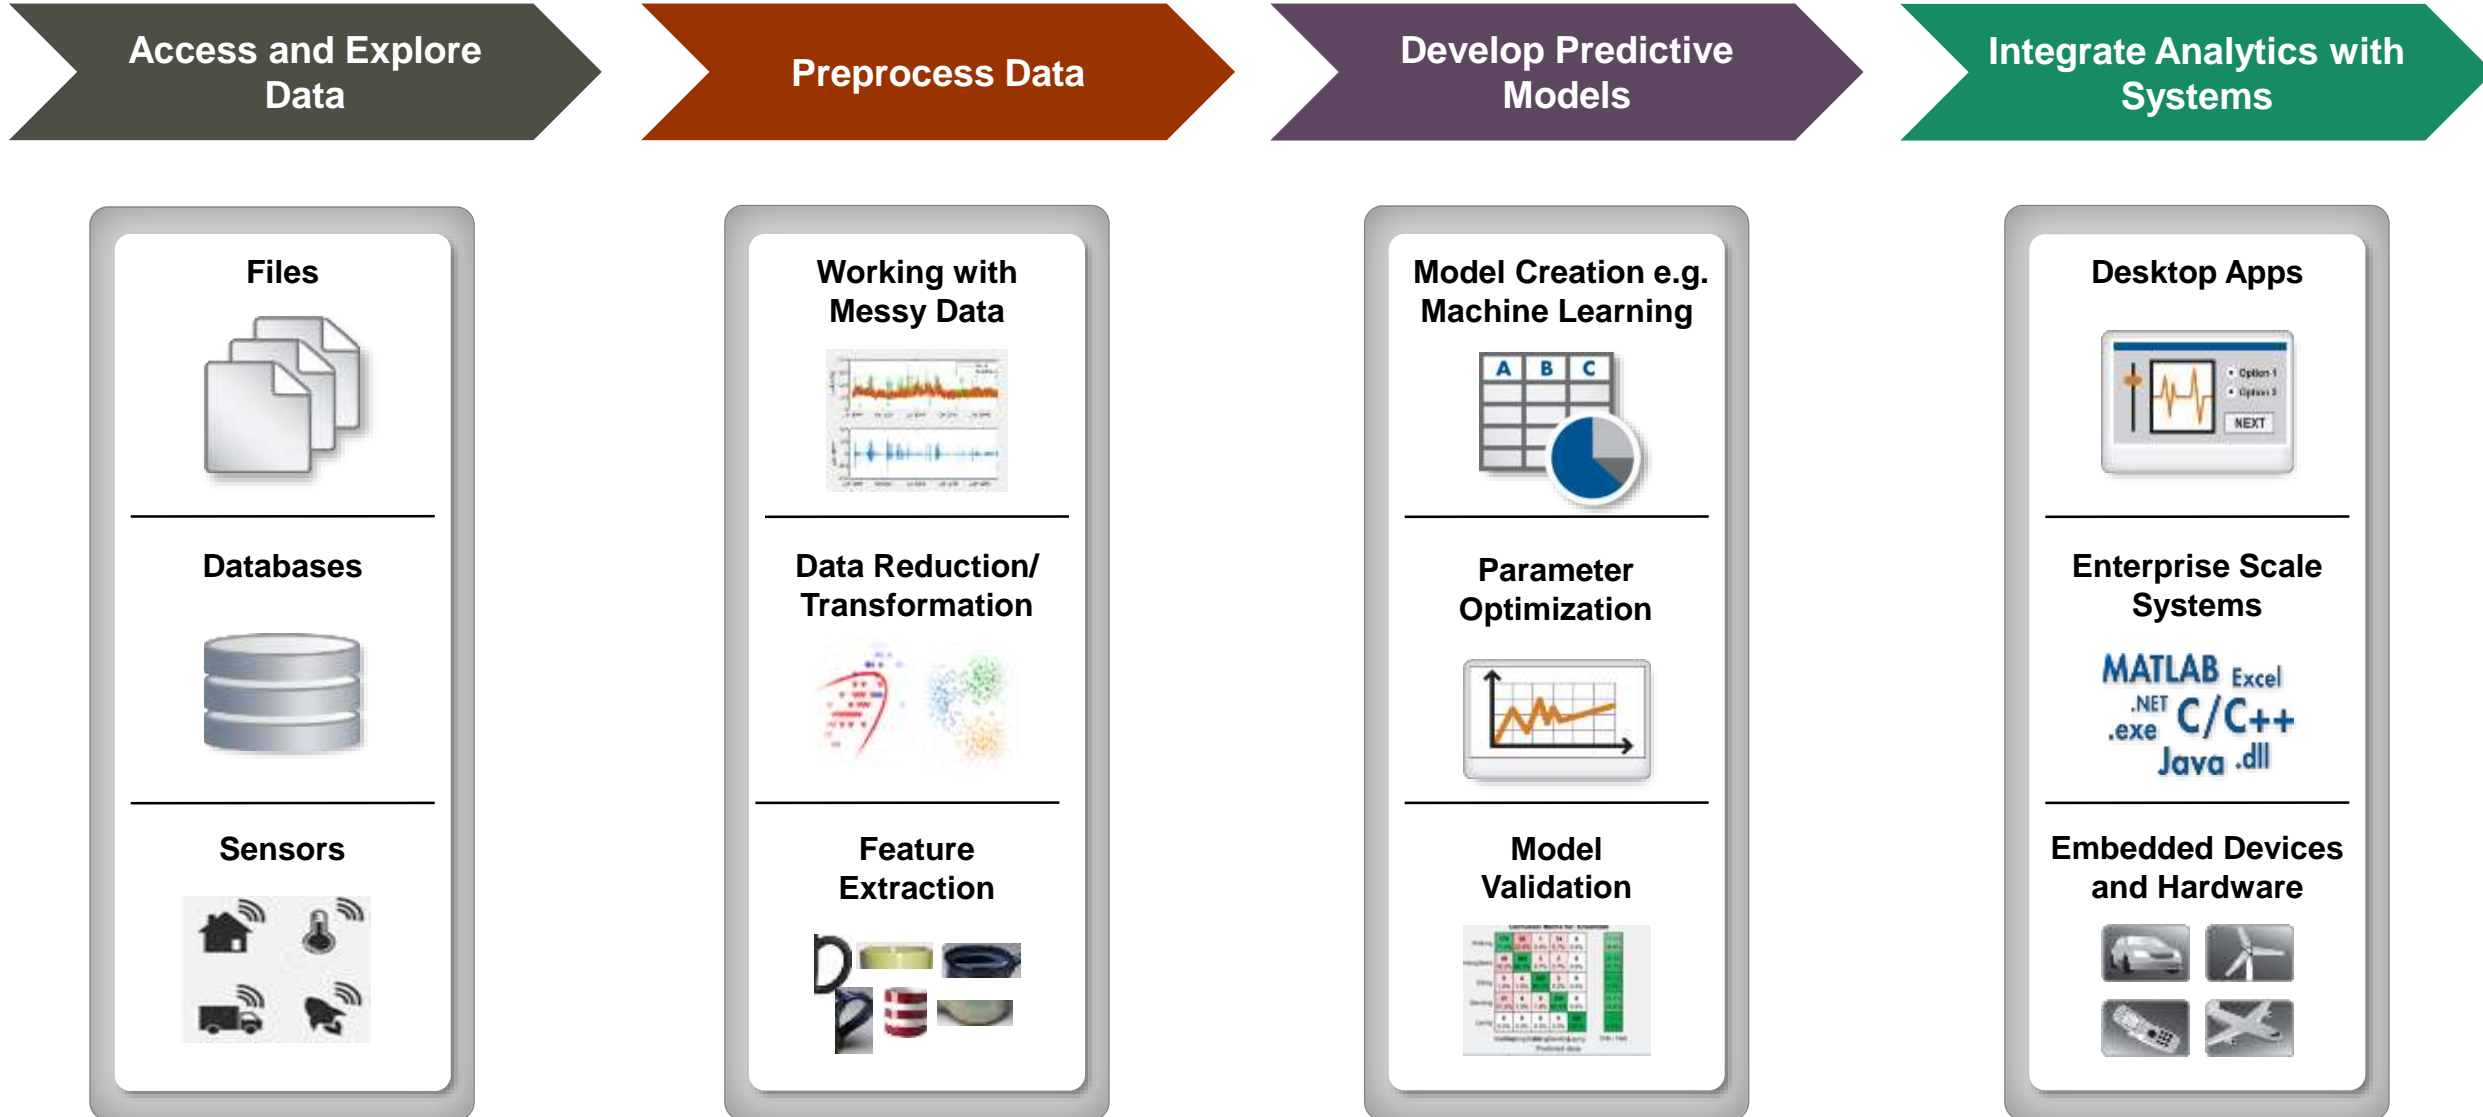 Access and Explore
Data
Preprocess Data
Develop Predictive
Models
Integrate Analytics with
Systems
Files
Databases
Sensors
Working with
Messy Data
Data Reduction/
Transformation
Feature
Extraction
Model Creation e.g.
Machine Learning
A B C
Parameter
Optimization
Model
Validation
Desktop Apps
Option 1
Option 2
NEXT
Enterprise Scale
Systems
MATLAB Excel
.NET C/C++
.exe
Java .dll
Embedded Devices
and Hardware